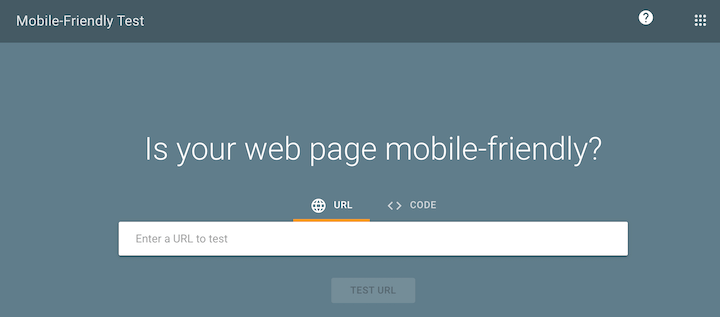 Mobile-Friendly Test
Is your web page mobile-friendly?
URL
CODE
Enter a URL to test
TEST URL